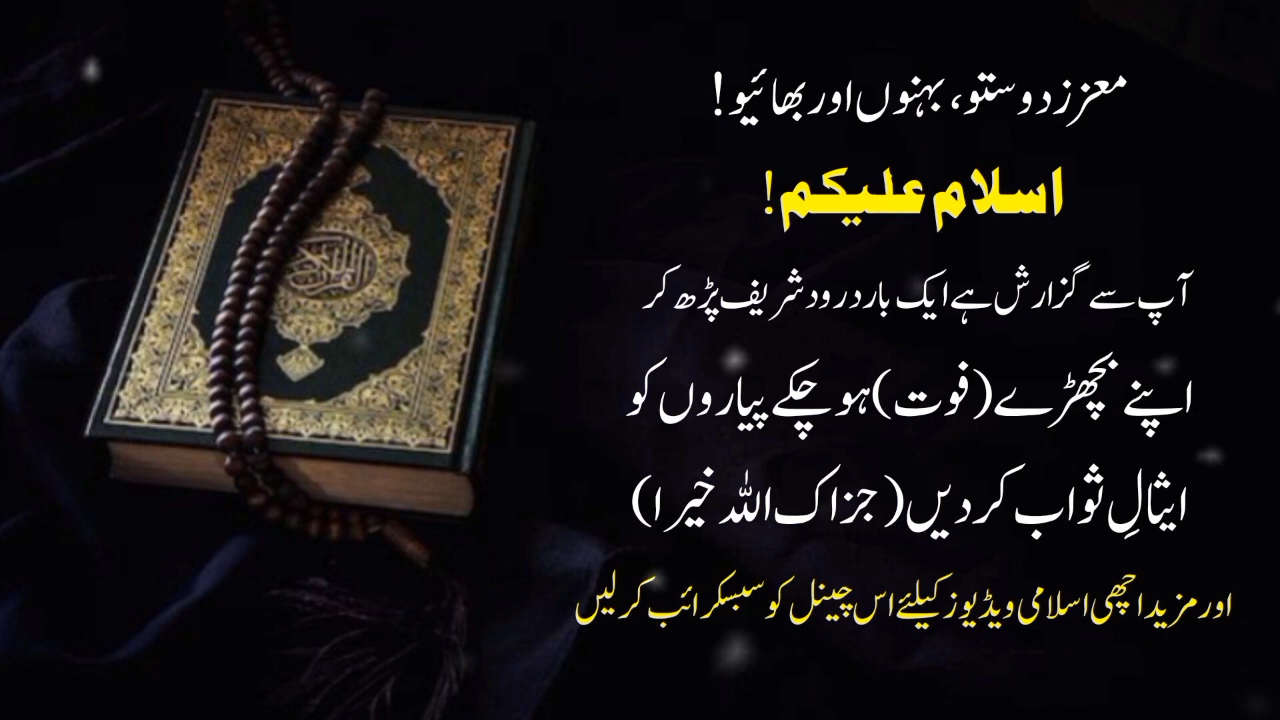 معزز دوستو، بہنوں اور بھائیو!
اسلام علیکم!
آپ سے گزارش ہے ایک بار درود شریف پڑھ کر
اپنے بچھڑے (فوت) ہو چکے پیاروں کو
ایثالِ ثواب کر دیں (جزاک اللہ خیرا)
اور مزید اچھی اسلامی ویڈیوز کیلئے اس چینل کو سبسکرائب کر لیں